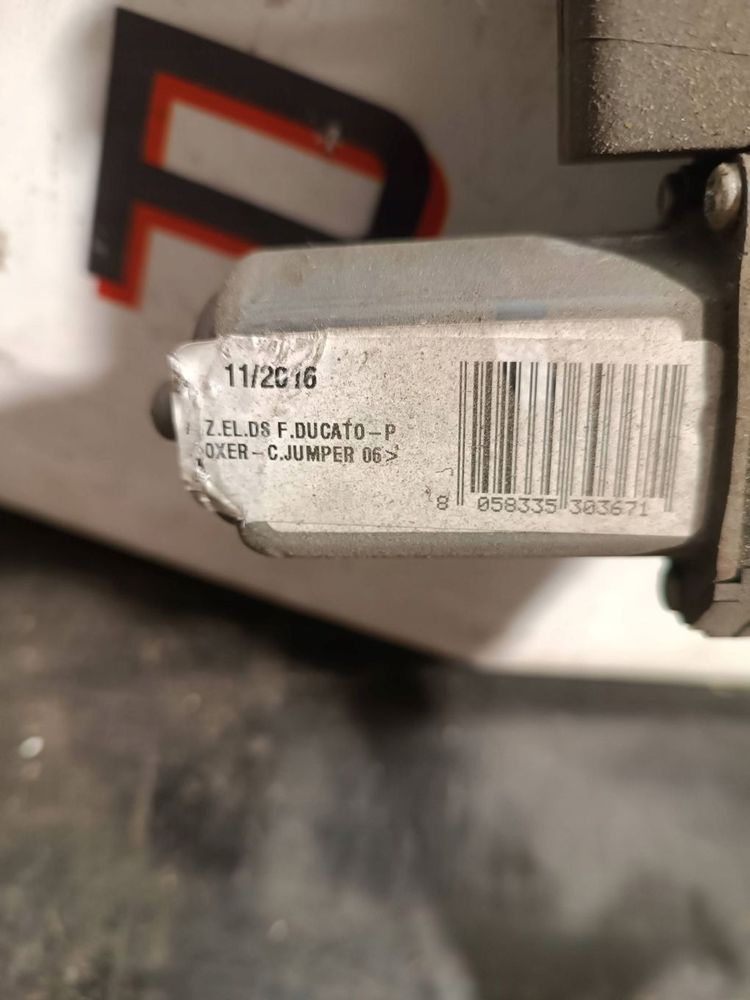 11/2016
Z.EL.DS F.DUCATO-P
OXER-C.JUMPER 06>
8 058335 303671